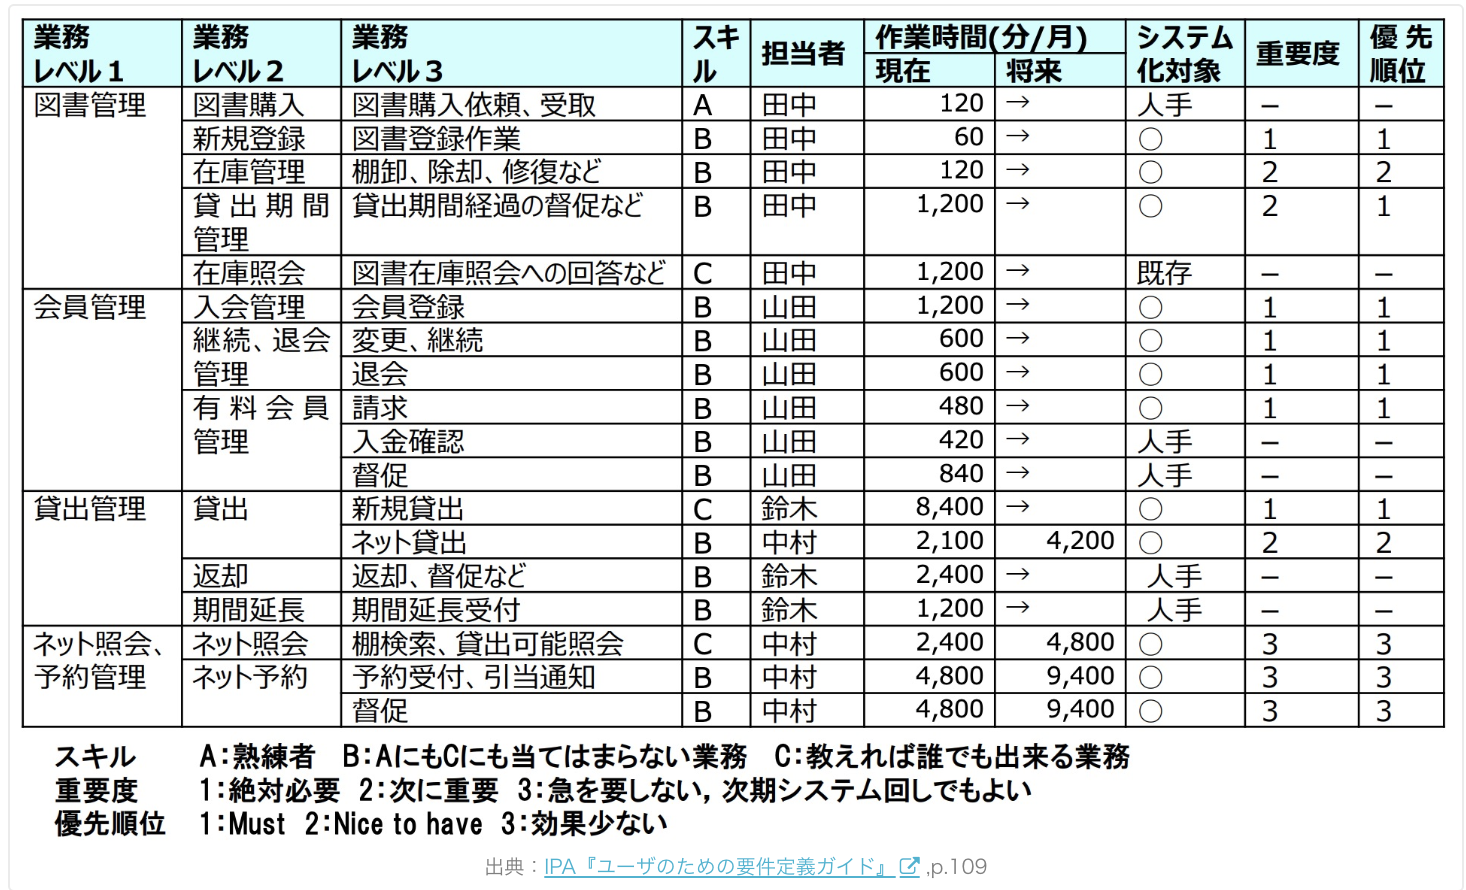 業務レベル１ 業務レベル２ 業務レベル３ スキル 担当者 作業時間(分/月) 現在 将来 システム化対象 重要度 優先順位
図書管理 図書購入 図書購入依頼、受取 A 田中 120 → 人手 － －
新規登録 図書登録作業 B 田中 60 → ○ 1 1
在庫管理 棚卸、除却、修復など B 田中 120 → ○ 2 2
貸出期間管理 貸出期間経過の督促など B 田中 1,200 → ○ 2 1
在庫照会 図書在庫照会への回答など C 田中 1,200 → 既存 － －
会員管理 入会管理 会員登録 B 山田 1,200 → ○ 1 1
継続、退会管理 変更、継続 B 山田 600 → ○ 1 1
退会 B 山田 600 → ○ 1 1
有料会員管理 請求 B 山田 480 → ○ 1 1
入金確認 B 山田 420 → 人手 － －
督促 B 山田 840 → 人手 － －
貸出管理 貸出 新規貸出 C 鈴木 8,400 → ○ 1 1
ネット貸出 B 中村 2,100 4,200 ○ 2 2
返却 返却、督促など B 鈴木 2,400 → 人手 － －
期間延長 期間延長受付 B 鈴木 1,200 → 人手 － －
ネット照会、予約管理 ネット照会 棚検索、貸出可能照会 C 中村 2,400 4,800 ○ 3 3
ネット予約 予約受付、引当通知 B 中村 4,800 9,400 ○ 3 3
督促 B 中村 4,800 9,400 ○ 3 3
スキル A：熟練者 B：AにもCにも当てはまらない業務 C：教えれば誰でも出来る業務
重要度 1：絶対必要 2：次に重要 3：急を要しない，次期システム回しでもよい
優先順位 1：Must 2：Nice to have 3：効果少ない
出典：IPA『ユーザのための要件定義ガイド』 ,p.109